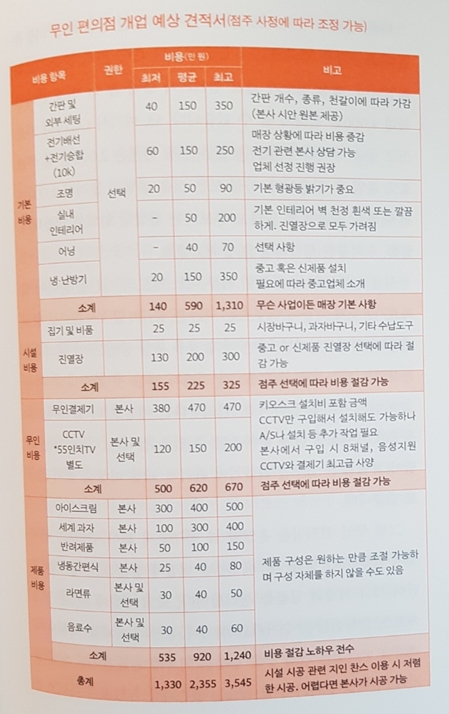 무인 편의점 개업 예상 견적서(점주 사정에 따라 조정 가능)
비용 항목 권한 비용(만 원) 비고
최저 평균 최고
기본 비용
간판 및 외부 세팅 선택 40 150 350 간판 개수, 종류, 천갈이에 따라 가감 (본사 시안 원본 제공)
전기배선 +전기승합 (10k) 60 150 250 매장 상황에 따라 비용 증감 전기 관련 본사 상담 가능 업체 선정 진행 권장
조명 20 50 90 기본 형광등 밝기가 중요
실내 인테리어 - 50 200 기본 인테리어 벽 천정 흰색 또는 깔끔하게. 진열장으로 모두 가려짐
어닝 - 40 70 선택 사항
냉·난방기 20 150 350 중고 혹은 신제품 설치 필요에 따라 중고업체 소개
소계 140 590 1,310 무슨 사업이든 매장 기본 사항
시설 비용
집기 및 비품 25 25 25 시장바구니, 과자바구니, 기타 수납도구
진열장 130 200 300 중고 or 신제품 진열장 선택에 따라 절감 가능
소계 155 225 325 점주 선택에 따라 비용 절감 가능
무인 비용
무인결제기 본사 380 470 470 키오스크 설치비 포함 금액
CCTV *55인치TV 별도 본사 및 선택 120 150 200 CCTV만 구입해서 설치해도 가능하나 A/S나 설치 등 추가 작업 필요
본사에서 구입 시 8채널, 음성지원 CCTV와 결제기 최고급 사양
소계 500 620 670 점주 선택에 따라 비용 절감 가능
제품 비용
아이스크림 본사 300 400 500 제품 구성은 원하는 만큼 조절 가능하며 구성 자체를 하지 않을 수도 있음
세계 과자 본사 100 300 400
반려제품 본사 50 100 150
냉동간편식 본사 25 40 80
라면류 본사 및 선택 30 40 50
음료수 본사 및 선택 30 40 60
소계 535 920 1,240 비용 절감 노하우 전수
총계 1,330 2,355 3,545 시설 시공 관련 지인 찬스 이용 시 저렴한 시공. 어렵다면 본사가 시공 가능